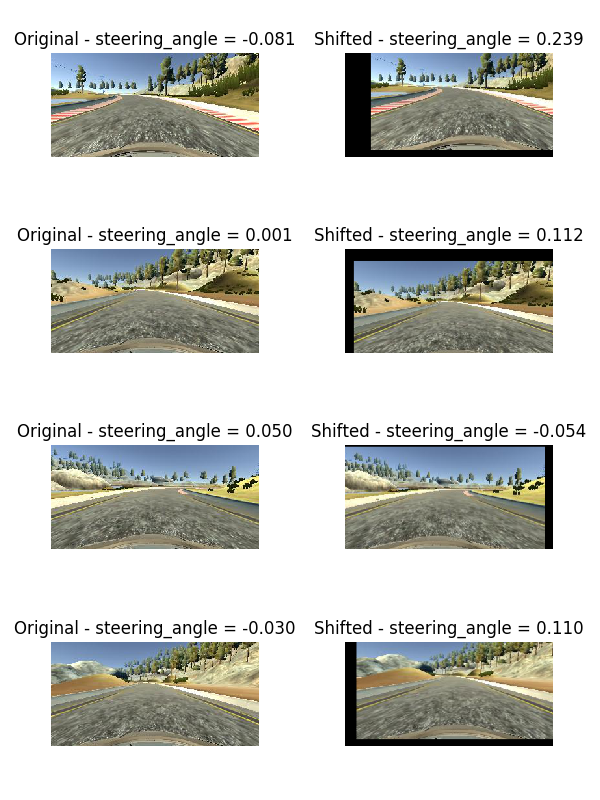 Original - steering_angle = -0.081
Shifted - steering_angle = 0.239
Original - steering_angle = 0.001
Shifted - steering_angle = 0.112
Original - steering_angle = 0.050
Shifted - steering_angle = -0.054
Original - steering_angle = -0.030
Shifted - steering_angle = 0.110